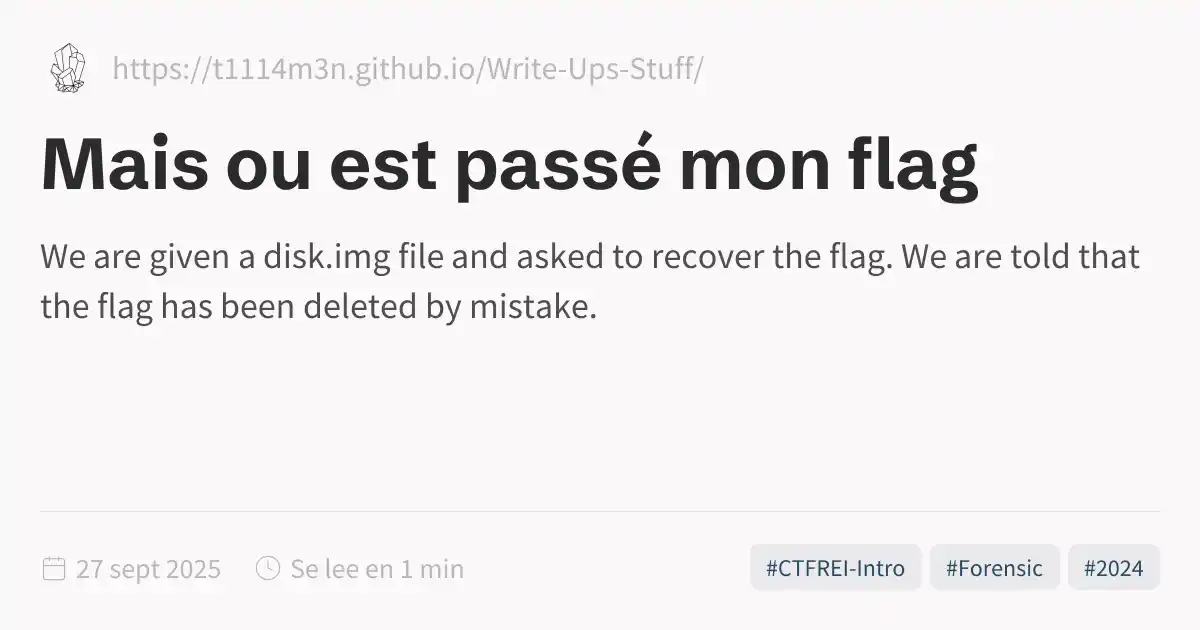 https://t1114m3n.github.io/Write-Ups-Stuff/
Mais ou est passé mon flag
We are given a disk.img file and asked to recover the flag. We are told that
the flag has been deleted by mistake.
27 sept 2025 Se lee en 1 min #CTFREI-Intro #Forensic #2024